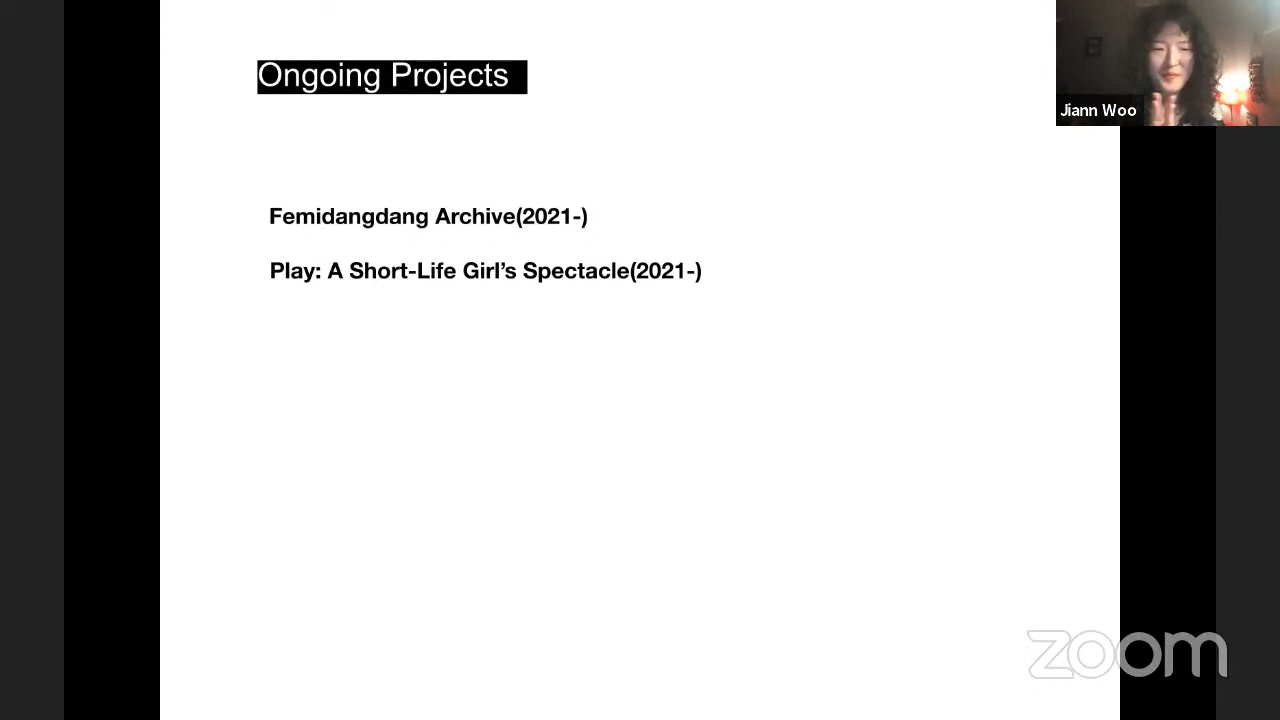 Ongoing Projects
Jiann Woo
Femidangdang Archive(2021-)
Play: A Short-Life Girl’s Spectacle(2021-)
zoom